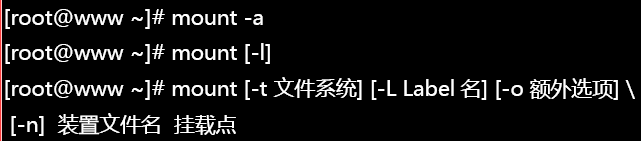 [root@www ~]# mount -a
[root@www ~]# mount [-l]
[root@www ~]# mount [-t 文件系统] [-L Label 名] [-o 额外选项] \
[-n] 装置文件名 挂载点